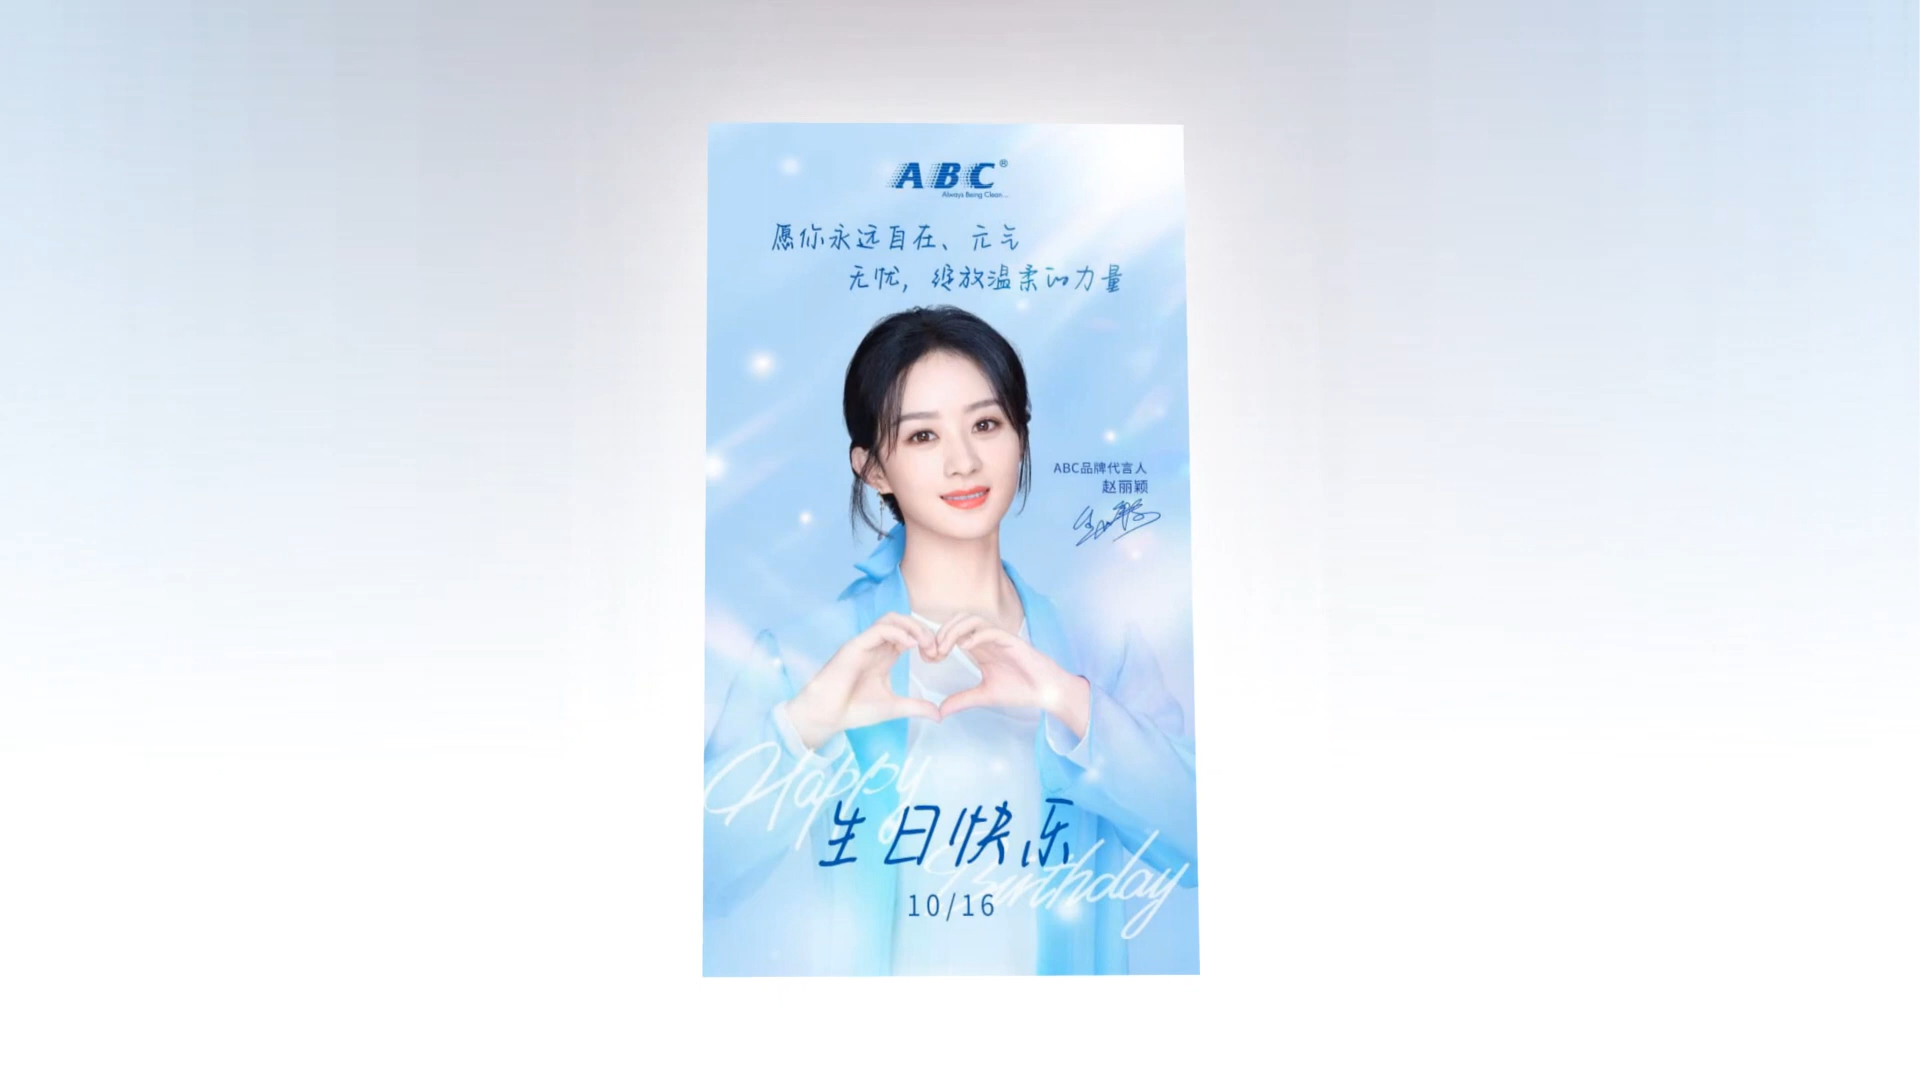 ABC®
Always Being Clean...
愿你永远自在、元气
无忧，绽放温柔的力量
ABC品牌代言人
赵丽颖
Happy
生日快乐
Birthday
10/16